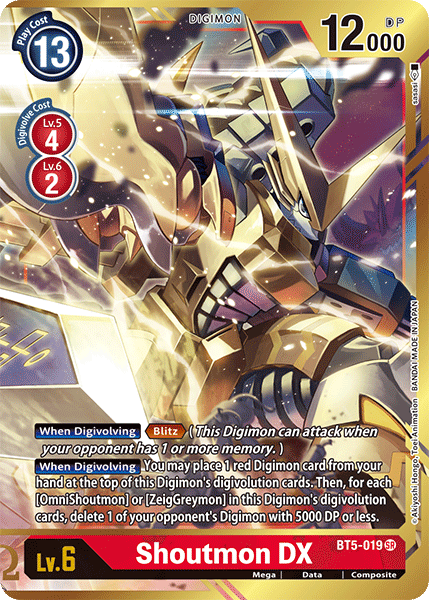 Play Cost
13
DIGIMON
DP
12000
sasasi
Digivolve Cost
Lv.5
4
Lv.6
2
©Akiyoshi Hongo, Toei Animation | BANDAI MADE IN JAPAN
When Digivolving Blitz (This Digimon can attack when
your opponent has 1 or more memory.)
When Digivolving You may place 1 red Digimon card from your
hand at the top of this Digimon's digivolution cards. Then, for each
[OmniShoutmon] or [ZeigGreymon] in this Digimon's digivolution
cards, delete 1 of your opponent's Digimon with 5000 DP or less.
2
Lv.6
Shoutmon DX
BT5-019 SR
Mega / Data / Composite